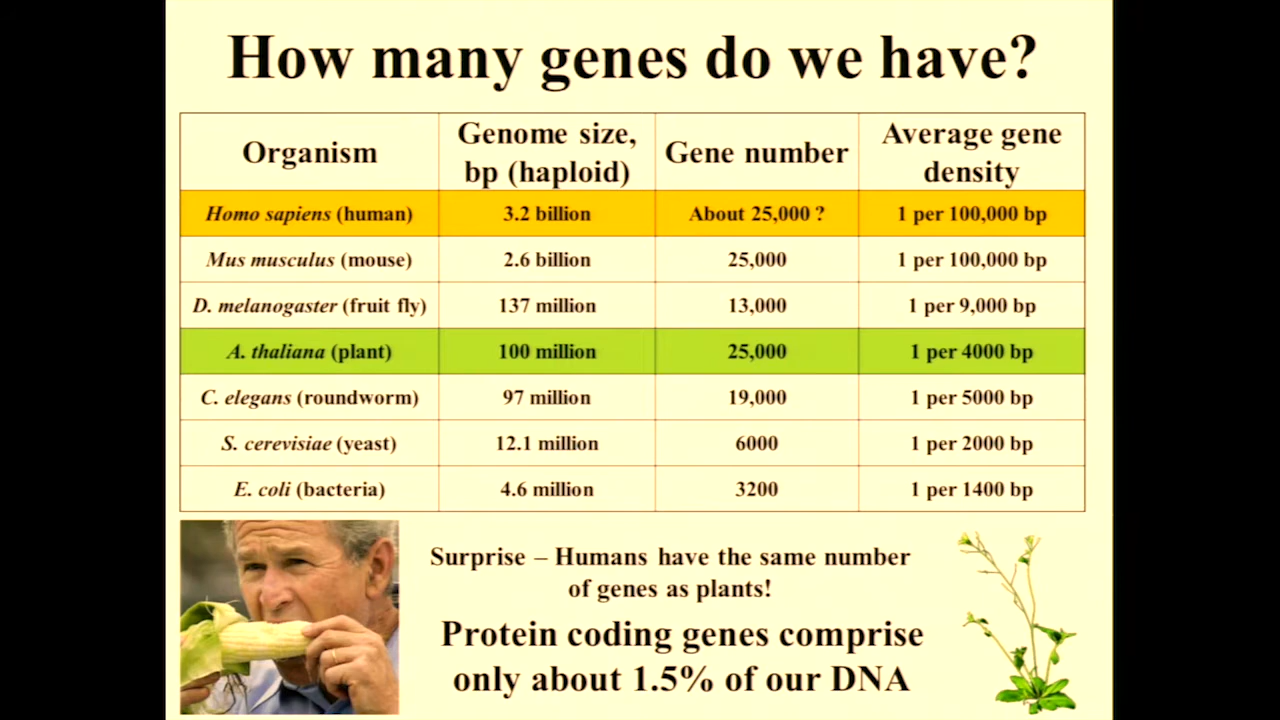 How many genes do we have?
Organism
Genome size, bp (haploid)
Gene number
Average gene density
Homo sapiens (human)
3.2 billion
About 25,000 ?
1 per 100,000 bp
Mus musculus (mouse)
2.6 billion
25,000
1 per 100,000 bp
D. melanogaster (fruit fly)
137 million
13,000
1 per 9,000 bp
A. thaliana (plant)
100 million
25,000
1 per 4000 bp
C. elegans (roundworm)
97 million
19,000
1 per 5000 bp
S. cerevisiae (yeast)
12.1 million
6000
1 per 2000 bp
E. coli (bacteria)
4.6 million
3200
1 per 1400 bp
Surprise – Humans have the same number
of genes as plants!
Protein coding genes comprise
only about 1.5% of our DNA